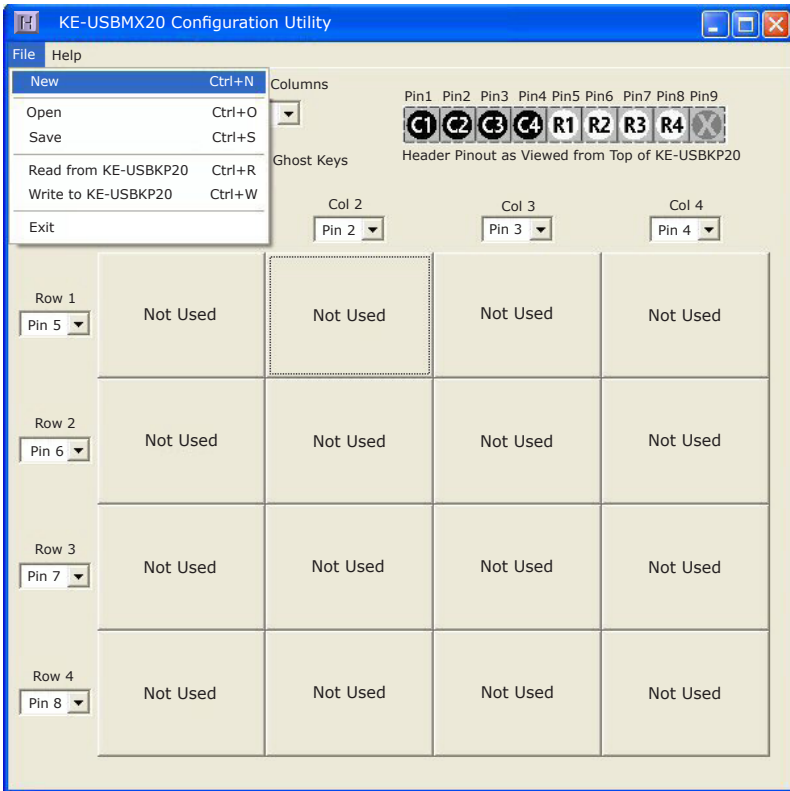 KE-USBMX20 Configuration Utility
File Help
New Ctrl+N
Open Ctrl+O
Save Ctrl+S
Read from KE-USBKP20 Ctrl+R
Write to KE-USBKP20 Ctrl+W
Exit
Columns
Ghost Keys
Pin1 Pin2 Pin3 Pin4 Pin5 Pin6 Pin7 Pin8 Pin9
C1 C2 C3 C4 R1 R2 R3 R4 X
Header Pinout as Viewed from Top of KE-USBKP20
Col 2 Col 3 Col 4
Pin 2 Pin 3 Pin 4
Row 1
Pin 5
Not Used Not Used Not Used Not Used
Row 2
Pin 6
Not Used Not Used Not Used Not Used
Row 3
Pin 7
Not Used Not Used Not Used Not Used
Row 4
Pin 8
Not Used Not Used Not Used Not Used